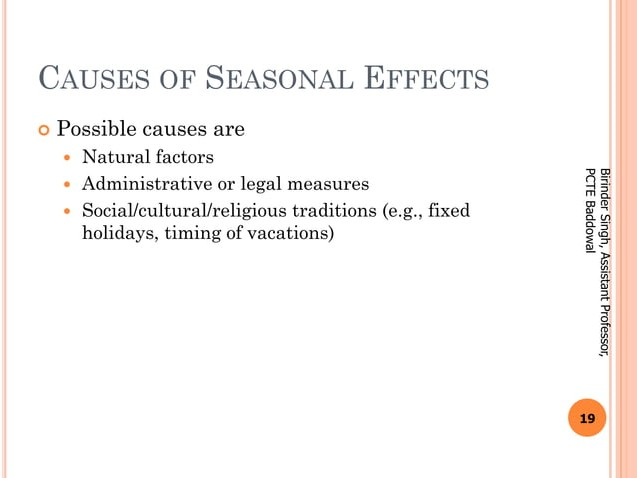 CAUSES OF SEASONAL EFFECTS
Possible causes are
Natural factors
Administrative or legal measures
Social/cultural/religious traditions (e.g., fixed
holidays, timing of vacations)
Birinder Singh, Assistant Professor,
PCTE Baddowal
19